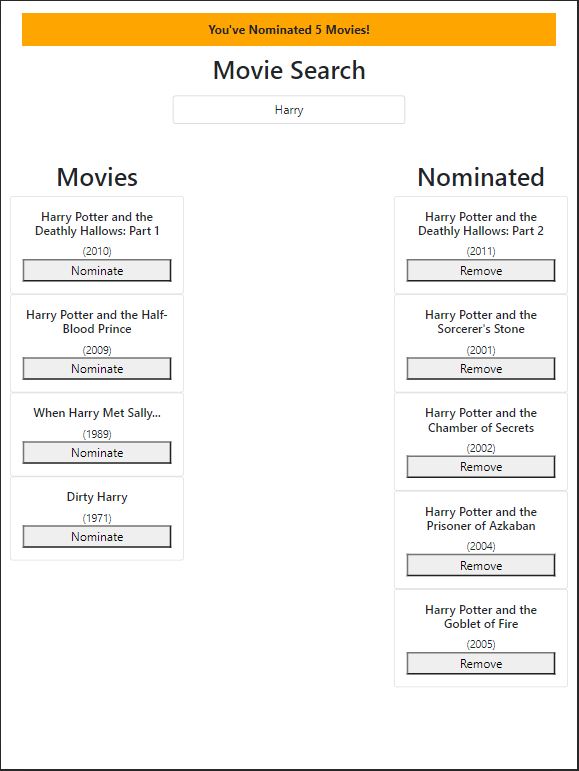 You've Nominated 5 Movies!
Movie Search
Harry
Movies
Harry Potter and the
Deathly Hallows: Part 1
(2010)
Nominate
Harry Potter and the Half-
Blood Prince
(2009)
Nominate
When Harry Met Sally...
(1989)
Nominate
Dirty Harry
(1971)
Nominate
Nominated
Harry Potter and the
Deathly Hallows: Part 2
(2011)
Remove
Harry Potter and the
Sorcerer's Stone
(2001)
Remove
Harry Potter and the
Chamber of Secrets
(2002)
Remove
Harry Potter and the
Prisoner of Azkaban
(2004)
Remove
Harry Potter and the
Goblet of Fire
(2005)
Remove